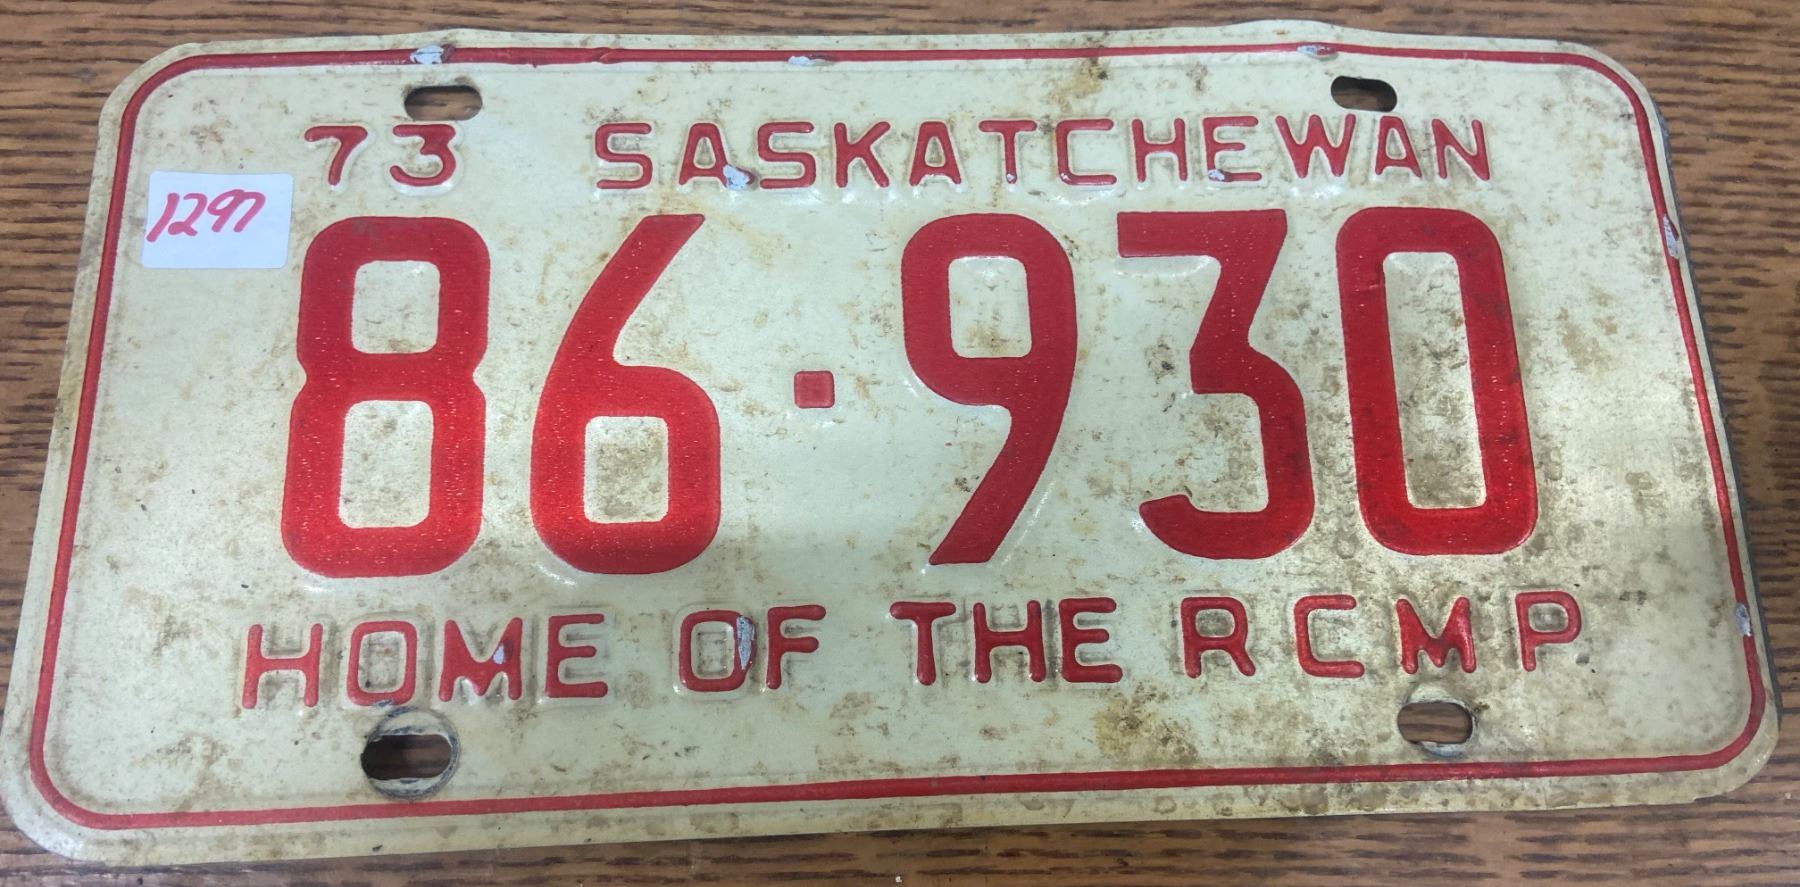 73 SASKATCHEWAN
1297
86·930
HOME OF THE RCMP